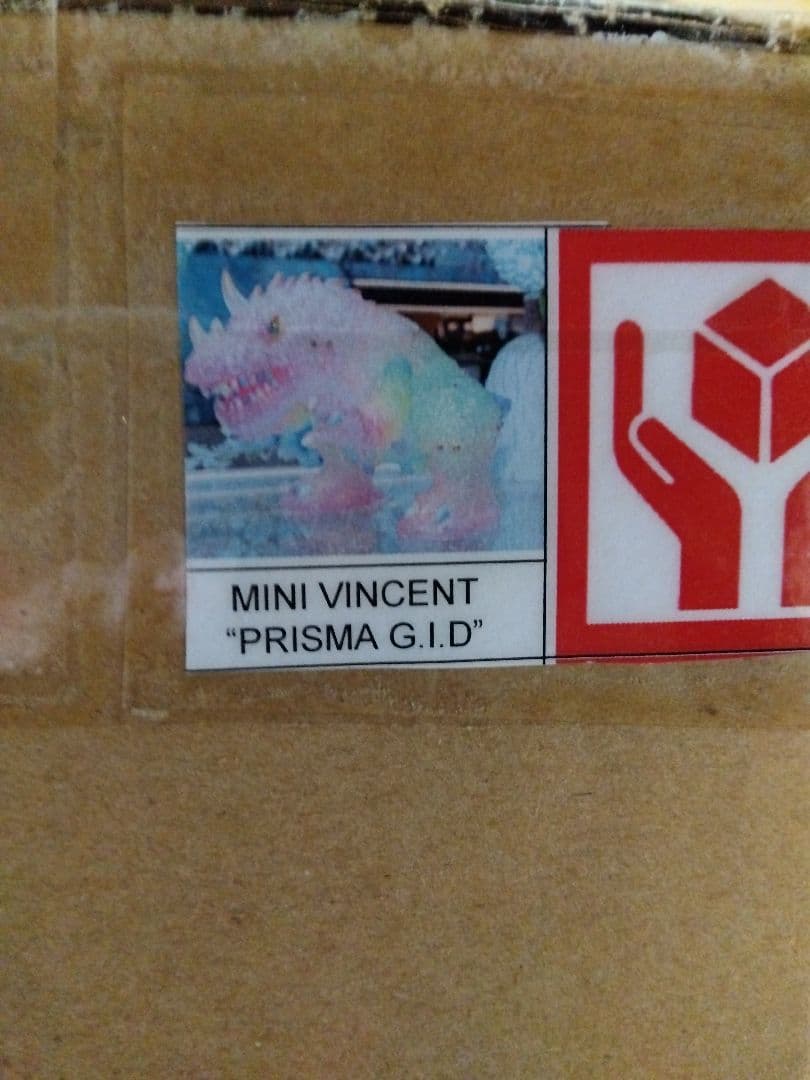 MINI VINCENT
“PRISMA G.I.D”